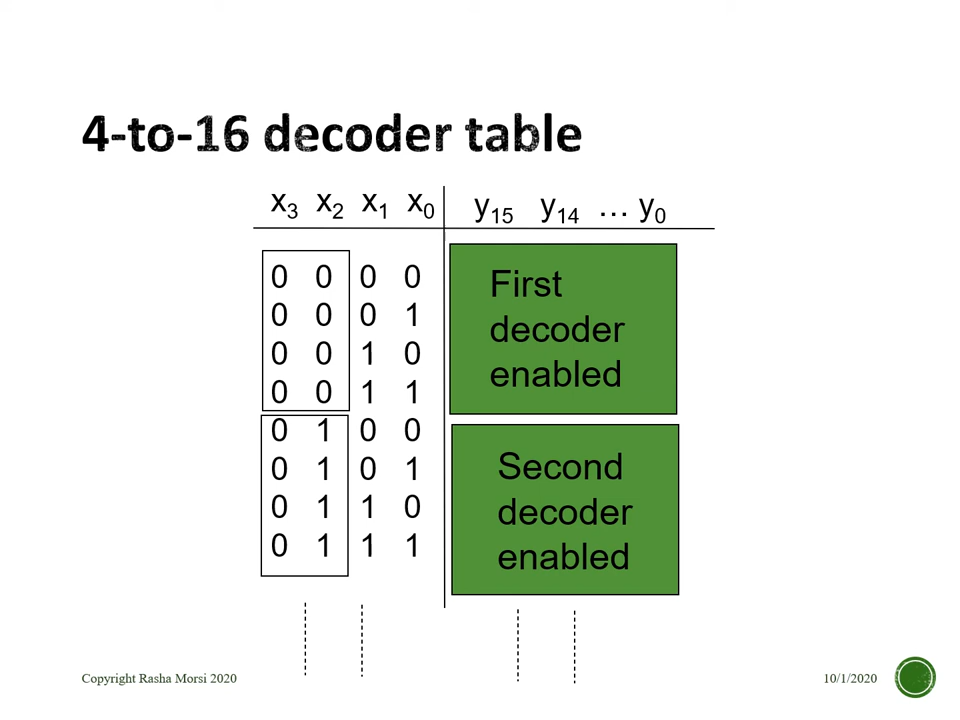 4-to-16 decoder table
x3 x2 x1 x0 y15 y14 … y0
0 0 0 0
0 0 0 1
0 0 1 0
0 0 1 1
0 1 0 0
0 1 0 1
0 1 1 0
0 1 1 1
First
decoder
enabled
Second
decoder
enabled
Copyright Rasha Morsi 2020
10/1/2020